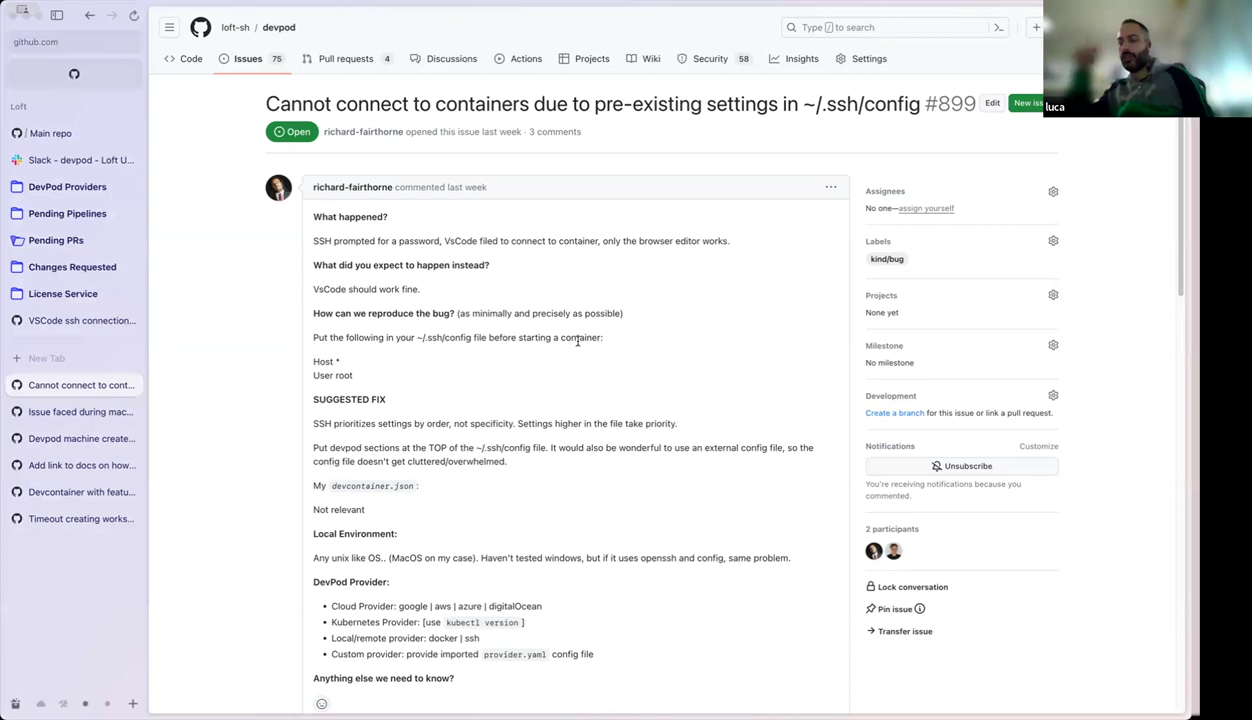 github.com
Loft
/ Main repo
Slack - devpod - Loft U...
DevPod Providers
Pending Pipelines
Pending PRs
Changes Requested
License Service
VSCode ssh connection...
New Tab
Cannot connect to cont...
Issue faced during mac...
Devpod machine create...
Add link to docs on how...
Devcontainer with featu...
Timeout creating works...
loft-sh / devpod
Type / to search
Code
Issues 75
Pull requests 4
Discussions
Actions
Projects
Wiki
Security 58
Insights
Settings
luca
Cannot connect to containers due to pre-existing settings in ~/.ssh/config #899
Edit
New iss
Open
richard-fairthorne opened this issue last week · 3 comments
richard-fairthorne commented last week
What happened?
SSH prompted for a password, VsCode filed to connect to container, only the browser editor works.
What did you expect to happen instead?
VsCode should work fine.
How can we reproduce the bug? (as minimally and precisely as possible)
Put the following in your ~/.ssh/config file before starting a container:
Host *
User root
SUGGESTED FIX
SSH prioritizes settings by order, not specificity. Settings higher in the file take priority.
Put devpod sections at the TOP of the ~/.ssh/config file. It would also be wonderful to use an external config file, so the
config file doesn't get cluttered/overwhelmed.
My devcontainer.json :
Not relevant
Local Environment:
Any unix like OS.. (MacOS on my case). Haven't tested windows, but if it uses openssh and config, same problem.
DevPod Provider:
• Cloud Provider: google | aws | azure | digitalOcean
• Kubernetes Provider: [use kubectl version ]
• Local/remote provider: docker | ssh
• Custom provider: provide imported provider.yaml config file
Anything else we need to know?
Assignees
No one—assign yourself
Labels
kind/bug
Projects
None yet
Milestone
No milestone
Development
Create a branch for this issue or link a pull request.
Notifications
Customize
Unsubscribe
You're receiving notifications because you
commented.
2 participants
Lock conversation
Pin issue
Transfer issue